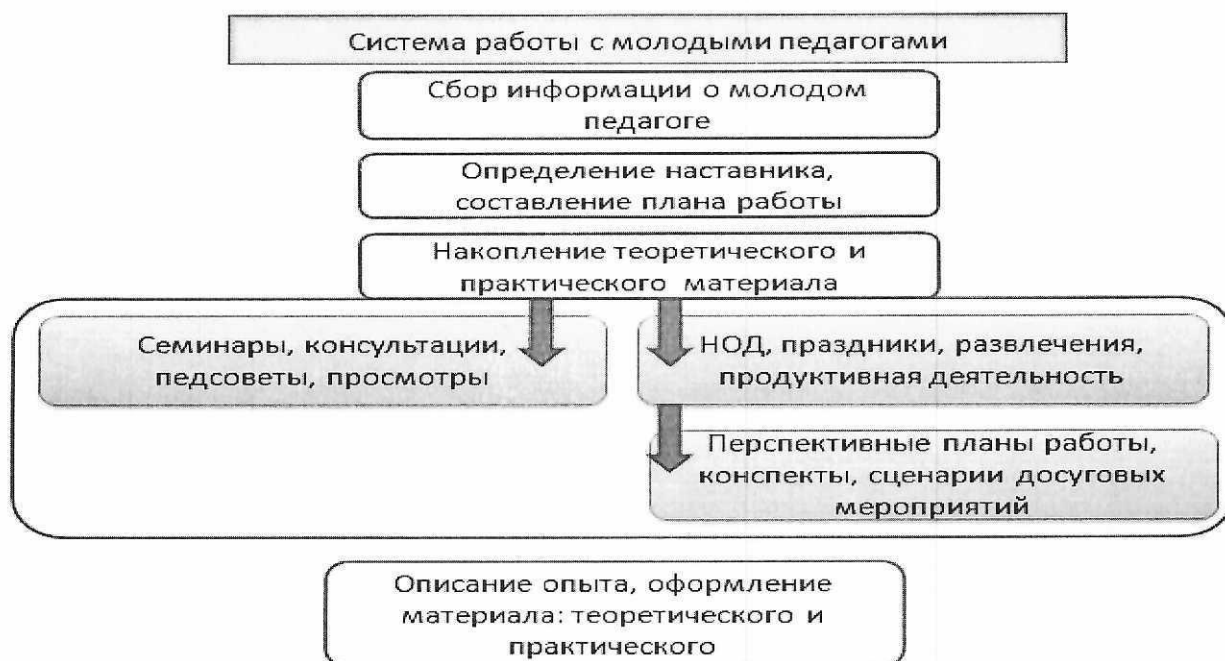 Система работы с молодыми педагогами
Сбор информации о молодом
педагоге
Определение наставника,
составление плана работы
Накопление теоретического и
практического материала
Семинары, консультации,
педсоветы, просмотры
НОД, праздники, развлечения,
продуктивная деятельность
Перспективные планы работы,
конспекты, сценарии досуговых
мероприятий
Описание опыта, оформление
материала: теоретического и
практического